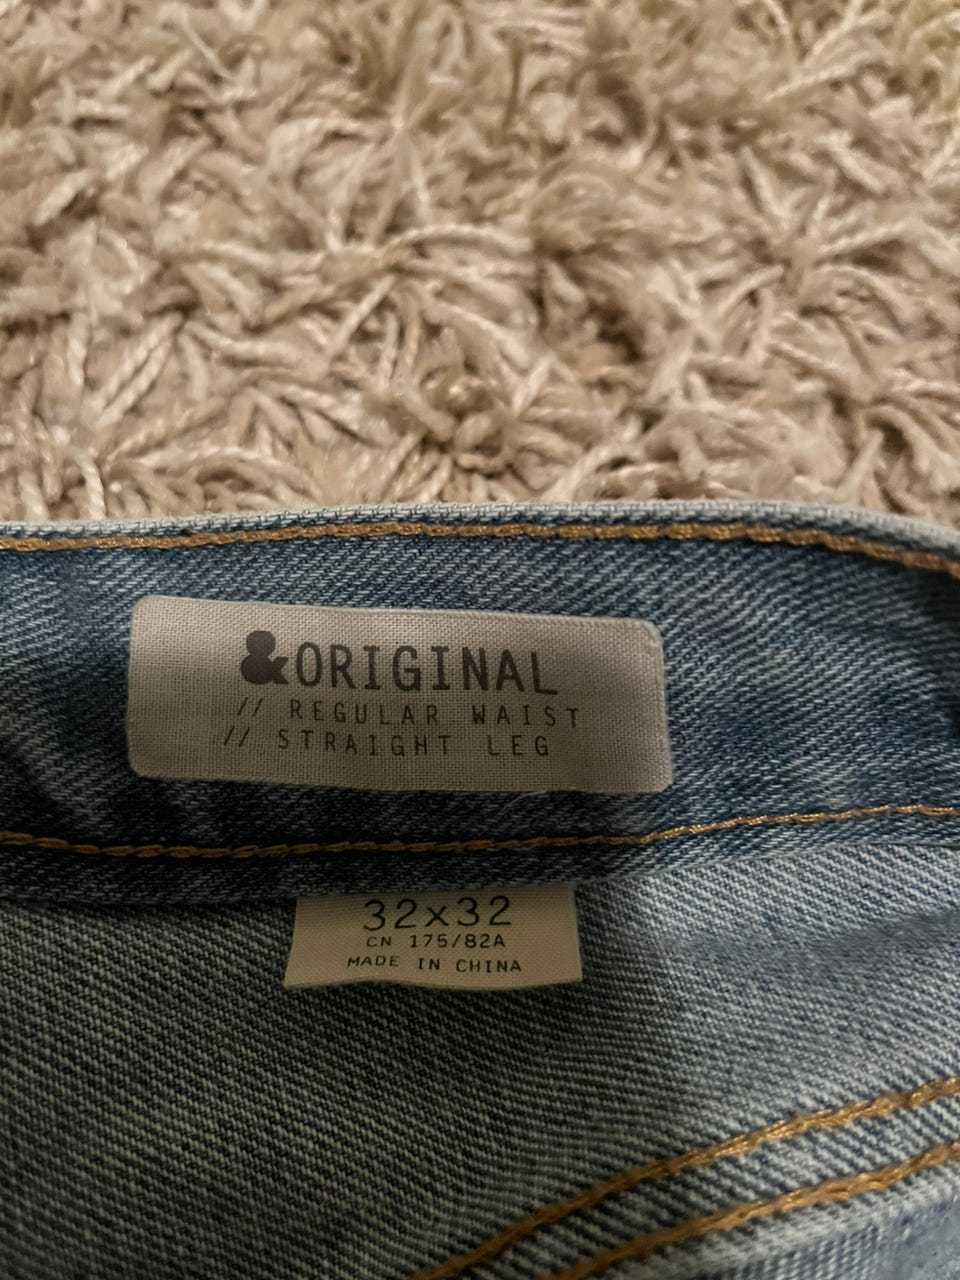 &ORIGINAL
// REGULAR WAIST
// STRAIGHT LEG
32x32
CN 175/82A
MADE IN CHINA